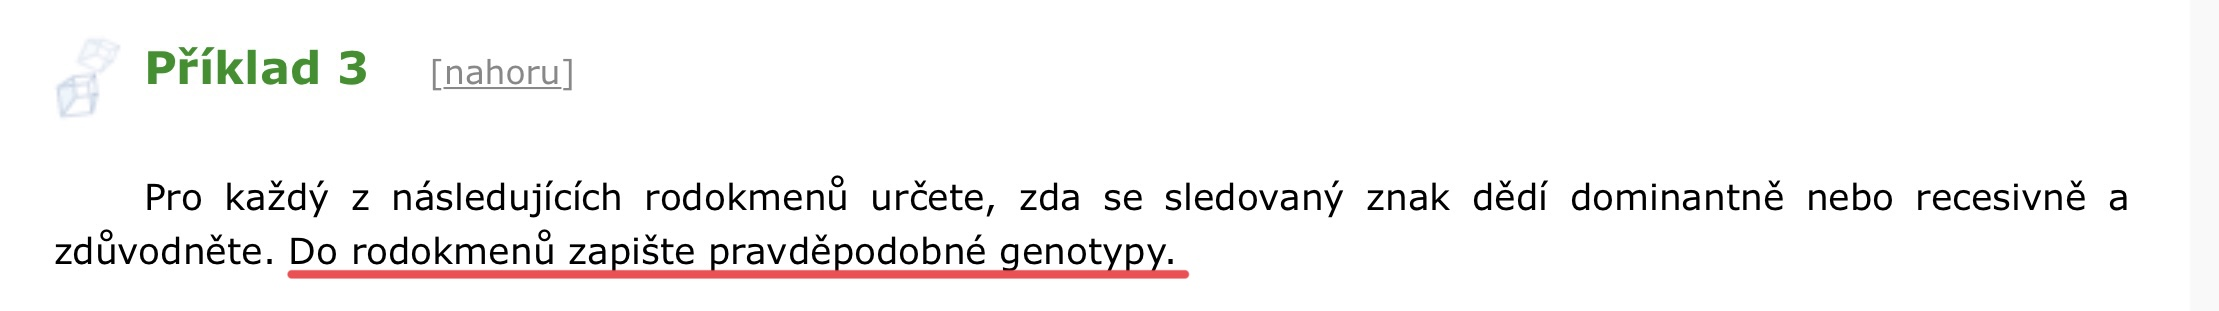 Příklad 3 [nahoru]
Pro každý z následujících rodokmenů určete, zda se sledovaný znak dědí dominantně nebo recesivně a
zdůvodněte. Do rodokmenů zapište pravděpodobné genotypy.